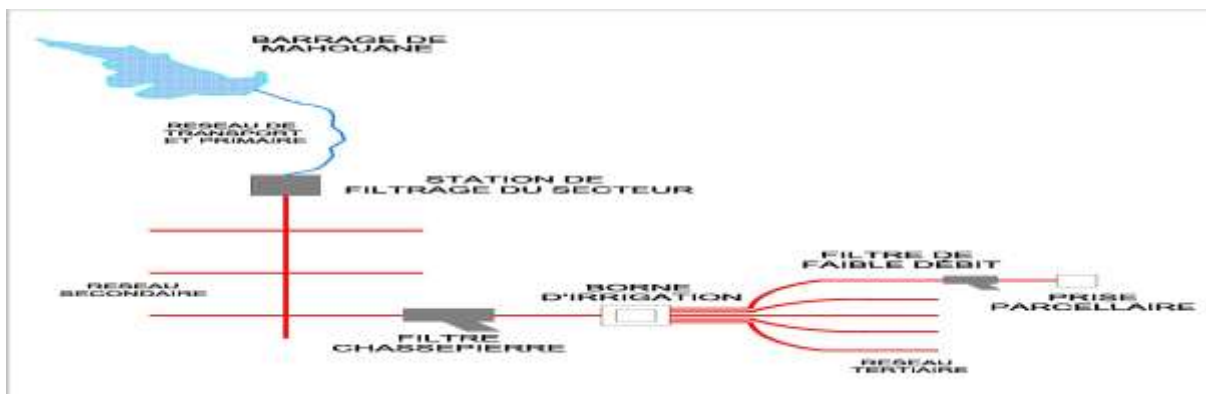 BARRAGE DE
MAHOUANE
RESEAU DE
TRANSPORT
ET PRIMAIRE
STATION DE
FILTRAGE DU SECTEUR
RESEAU
SECONDAIRE
FILTRE
CHASSEPIERRE
BORNE
D'IRRIGATION
FILTRE DE
FAIBLE DÉBIT
PRISE
PARCELLAIRE
RESEAU
TERTIAIRE